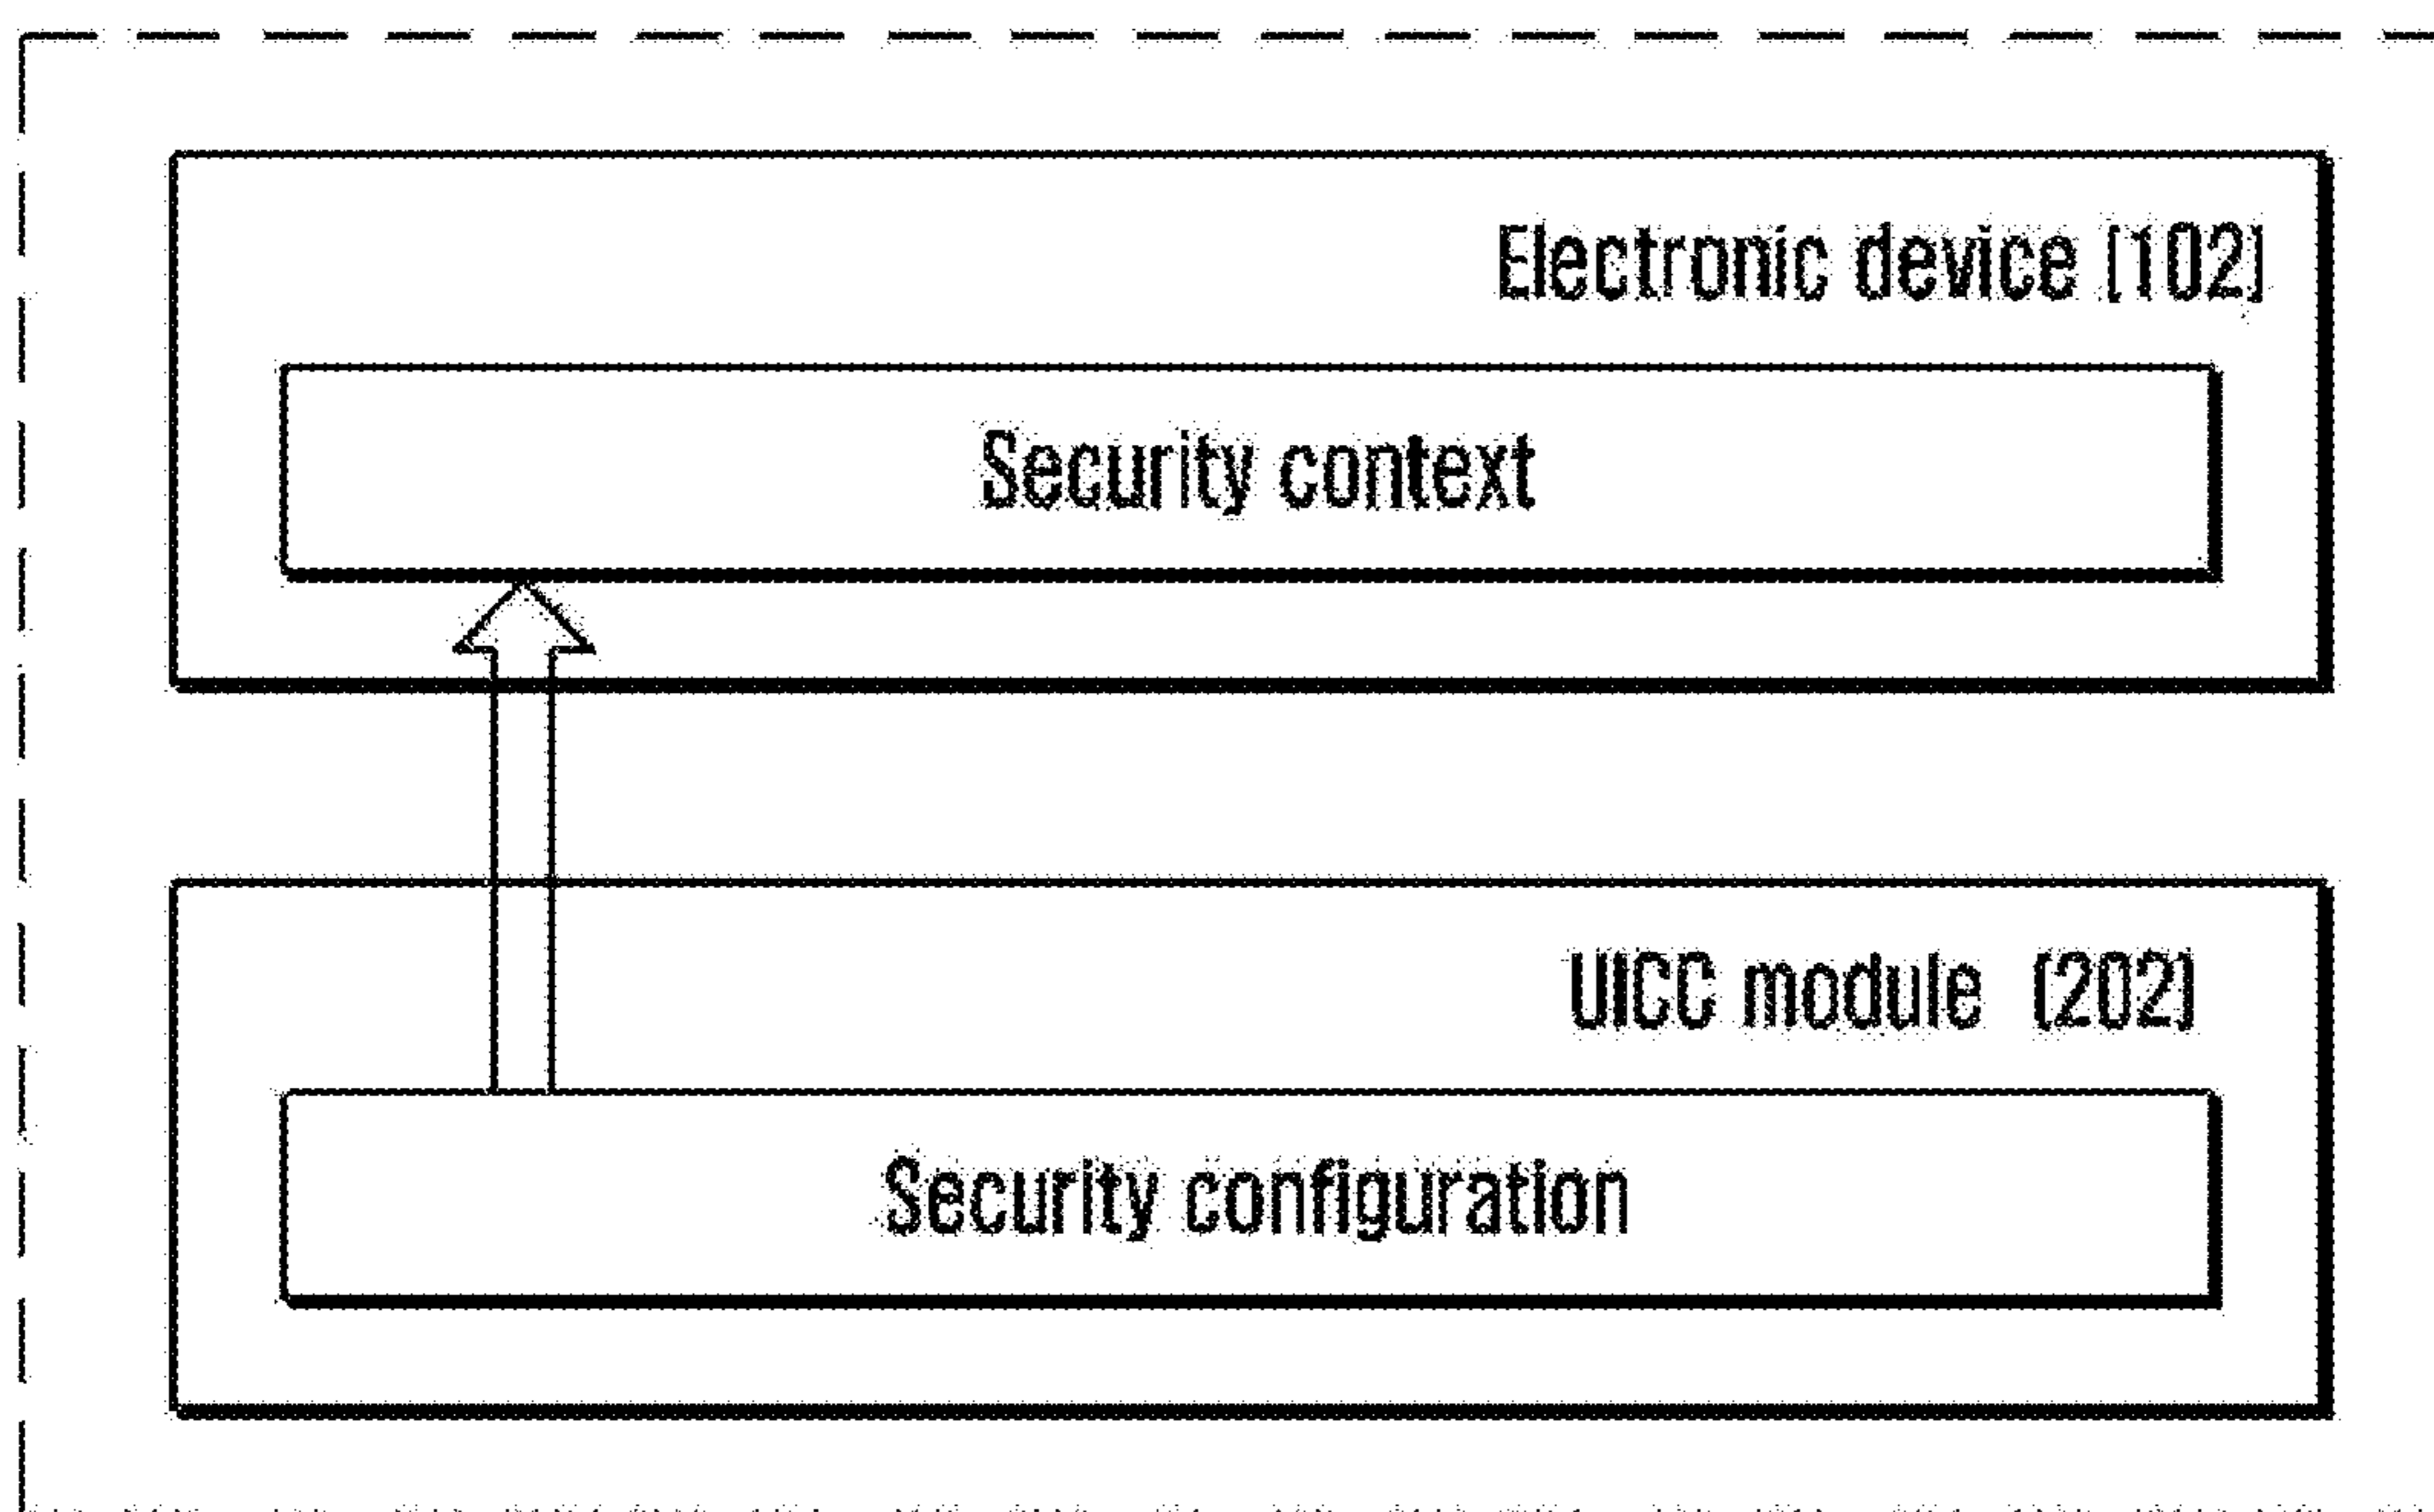 Electronic device (102)
Security context
UICC module (202)
Security configuration